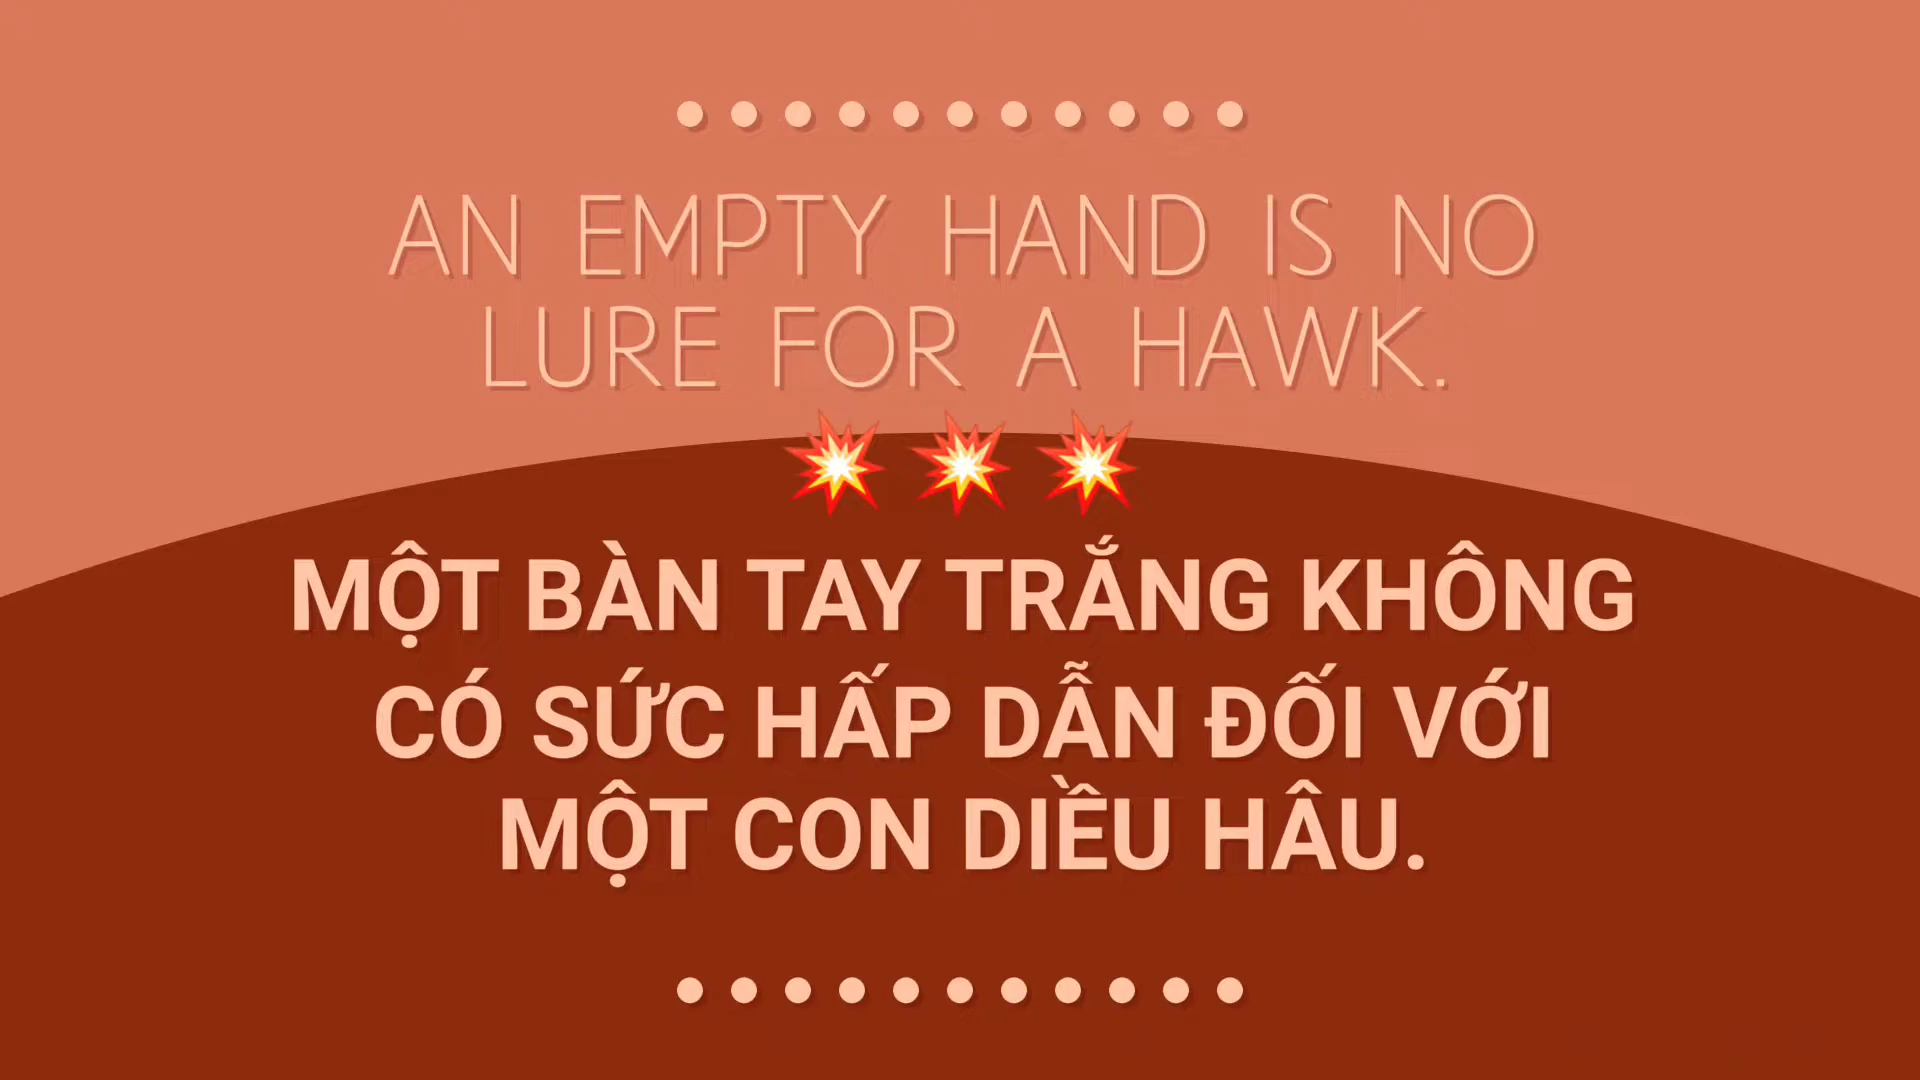 AN EMPTY HAND IS NO
LURE FOR A HAWK.
MỘT BÀN TAY TRẮNG KHÔNG
CÓ SỨC HẤP DẪN ĐỐI VỚI
MỘT CON DIỀU HÂU.